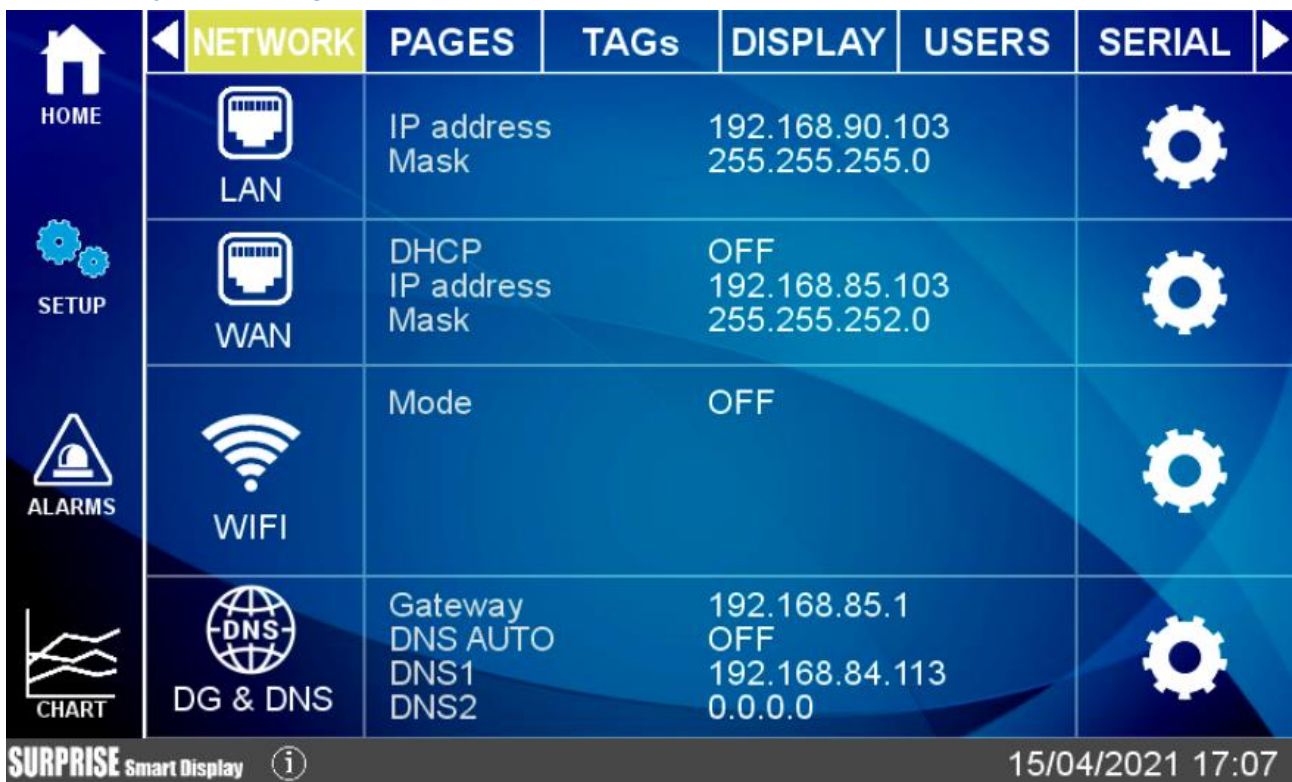 NETWORK PAGES TAGs DISPLAY USERS SERIAL
HOME
LAN
IP address 192.168.90.103
Mask 255.255.255.0
SETUP
WAN
DHCP OFF
IP address 192.168.85.103
Mask 255.255.252.0
ALARMS
WIFI
Mode OFF
CHART
DNS
DG & DNS
Gateway 192.168.85.1
DNS AUTO OFF
DNS1 192.168.84.113
DNS2 0.0.0.0
SURPRISE Smart Display i 15/04/2021 17:07